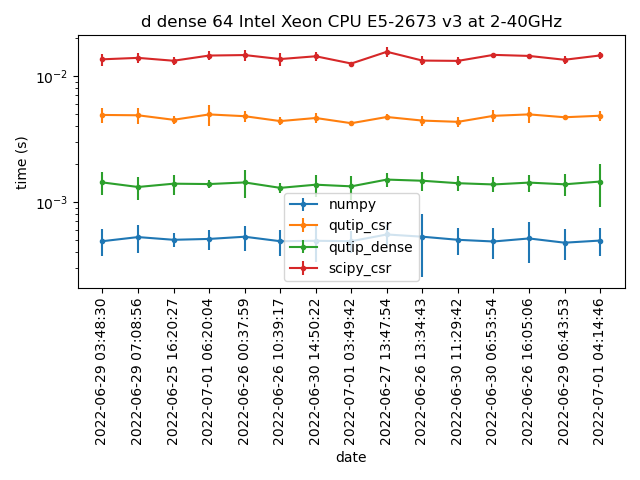 d dense 64 Intel Xeon CPU E5-2673 v3 at 2-40GHz
time (s)
10⁻²
10⁻³
numpy
qutip_csr
qutip_dense
scipy_csr
2022-06-29 03:48:30
2022-06-29 07:08:56
2022-06-25 16:20:27
2022-07-01 06:20:04
2022-06-26 00:37:59
2022-06-26 10:39:17
2022-06-30 14:50:22
2022-07-01 03:49:42
2022-06-27 13:47:54
2022-06-26 13:34:43
2022-06-30 11:29:42
2022-06-30 06:53:54
2022-06-26 16:05:06
2022-06-29 06:43:53
2022-07-01 04:14:46
date